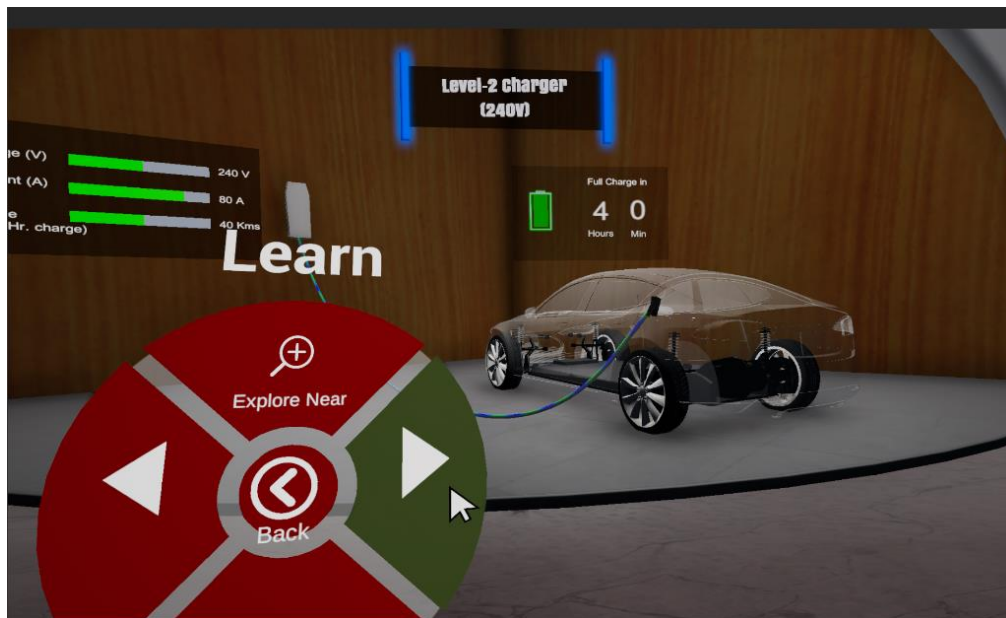 Level-2 Charger
(240V)
240 V
80 A
40 Kms
Hr. charge)
Full Charge in
4 0
Hours Min
Learn
Explore Near
Back